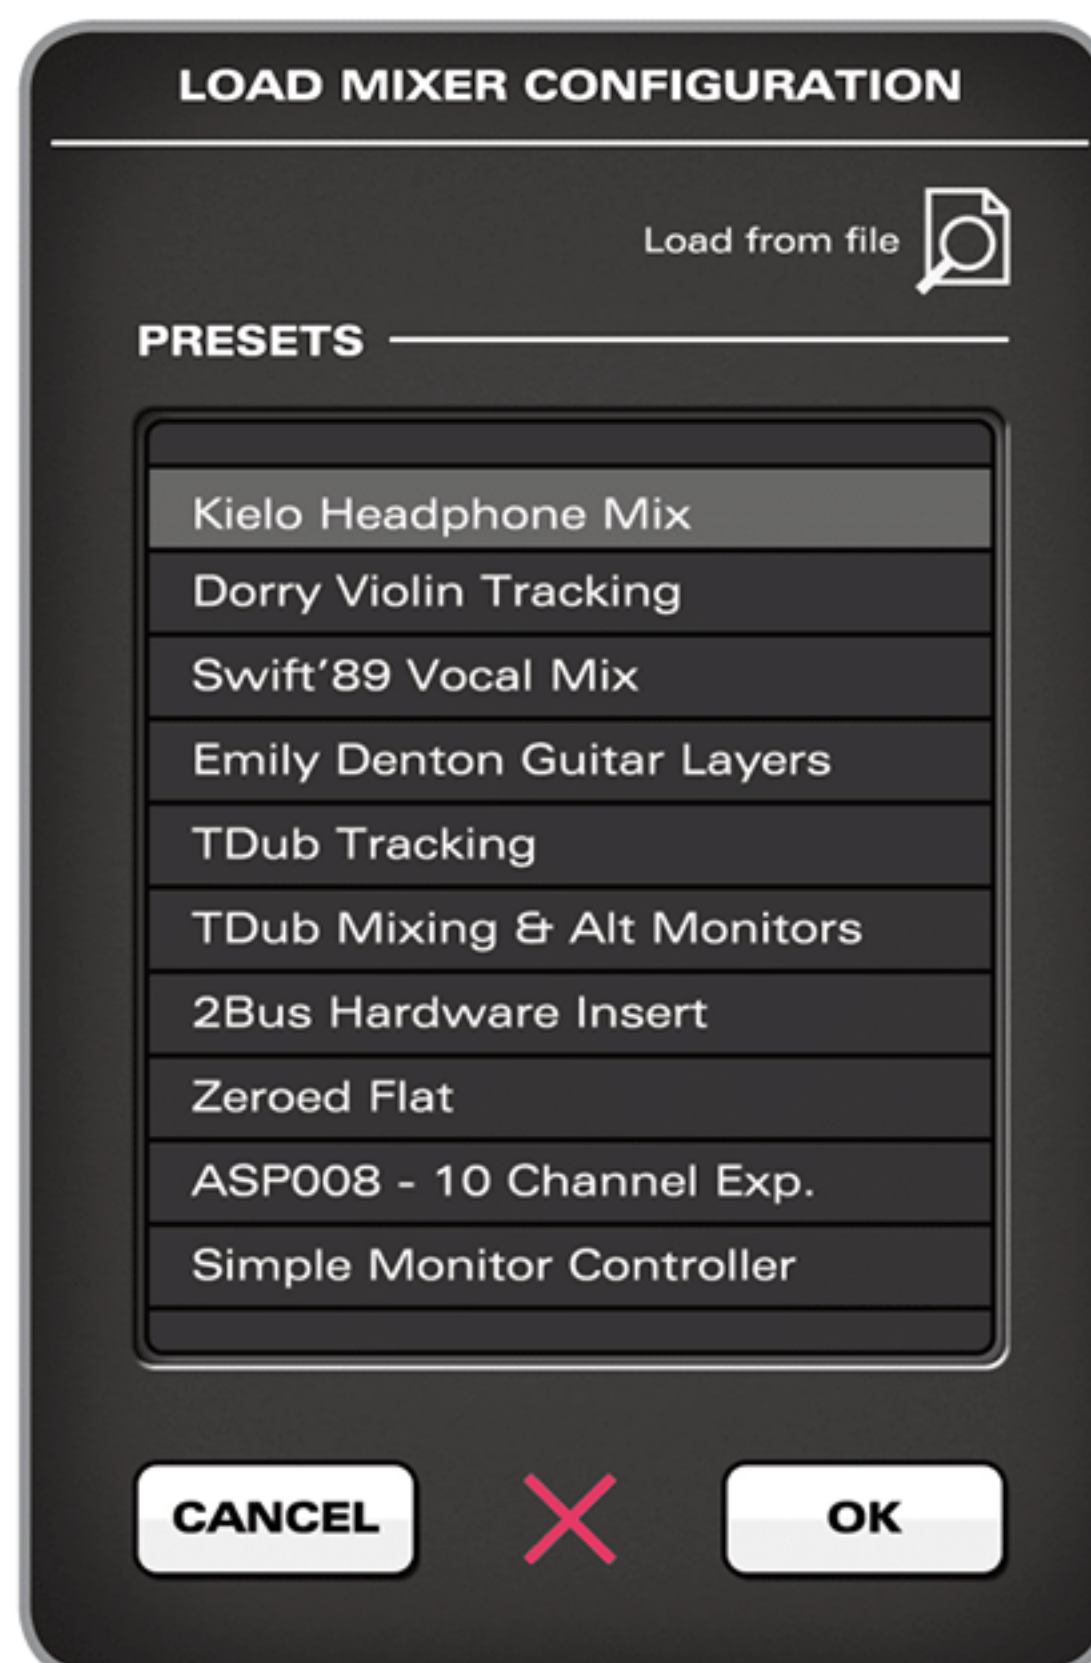 LOAD MIXER CONFIGURATION
Load from file
PRESETS
Kielo Headphone Mix
Dorry Violin Tracking
Swift’89 Vocal Mix
Emily Denton Guitar Layers
TDub Tracking
TDub Mixing & Alt Monitors
2Bus Hardware Insert
Zeroed Flat
ASP008 - 10 Channel Exp.
Simple Monitor Controller
CANCEL
OK